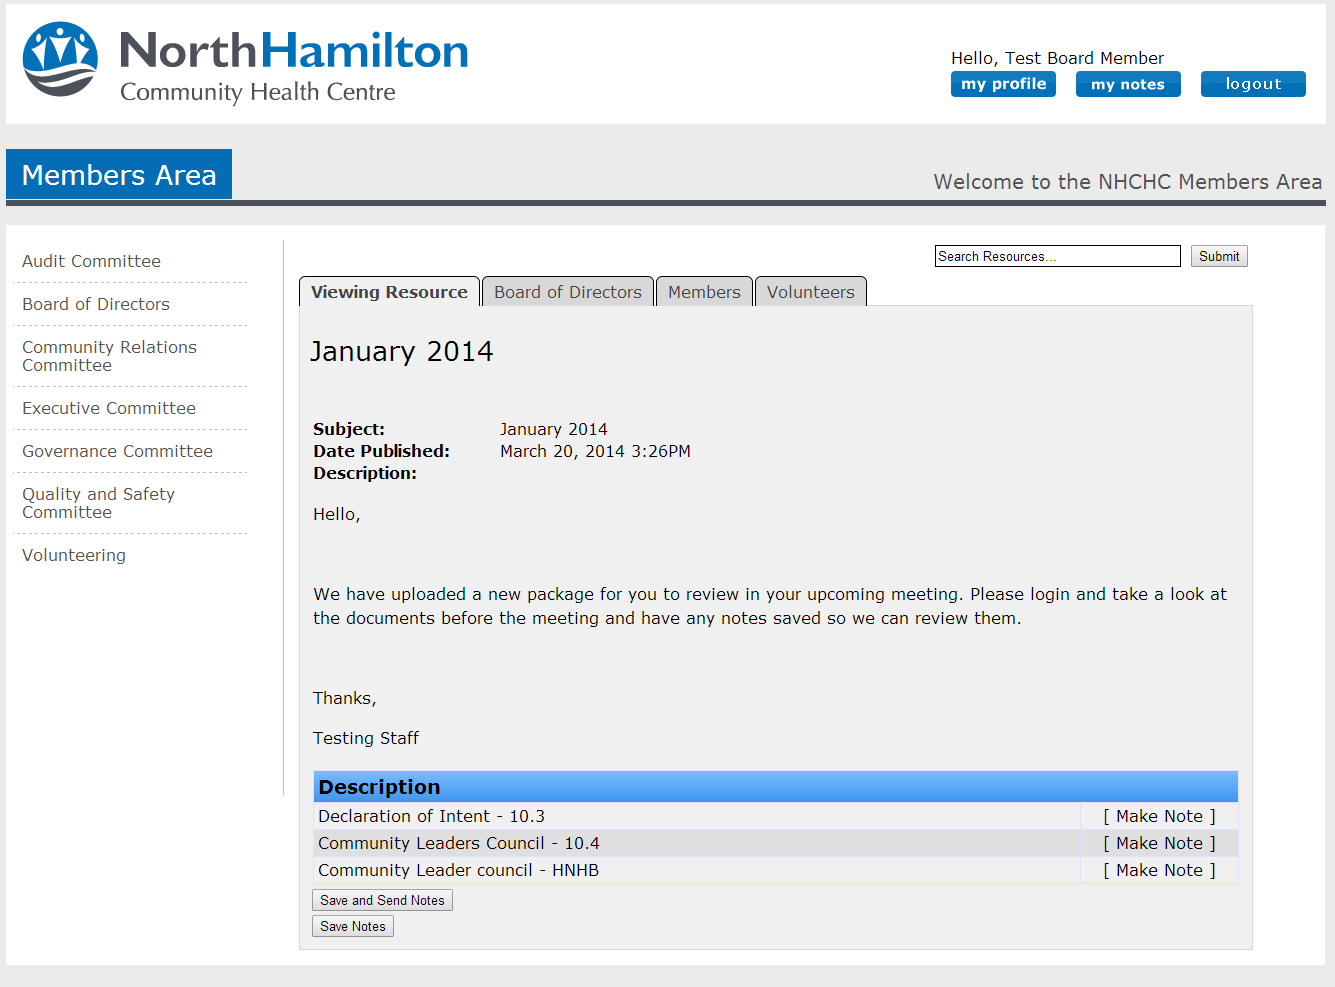 NorthHamilton
Community Health Centre
Hello, Test Board Member
my profile
my notes
logout
Members Area
Welcome to the NHCHC Members Area
Audit Committee
Board of Directors
Community Relations
Committee
Executive Committee
Governance Committee
Quality and Safety
Committee
Volunteering
Search Resources...
Submit
Viewing Resource
Board of Directors
Members
Volunteers
January 2014
Subject: January 2014
Date Published: March 20, 2014 3:26PM
Description:
Hello,
We have uploaded a new package for you to review in your upcoming meeting. Please login and take a look at
the documents before the meeting and have any notes saved so we can review them.
Thanks,
Testing Staff
Description
Declaration of Intent - 10.3 [ Make Note ]
Community Leaders Council - 10.4 [ Make Note ]
Community Leader council - HNHB [ Make Note ]
Save and Send Notes
Save Notes